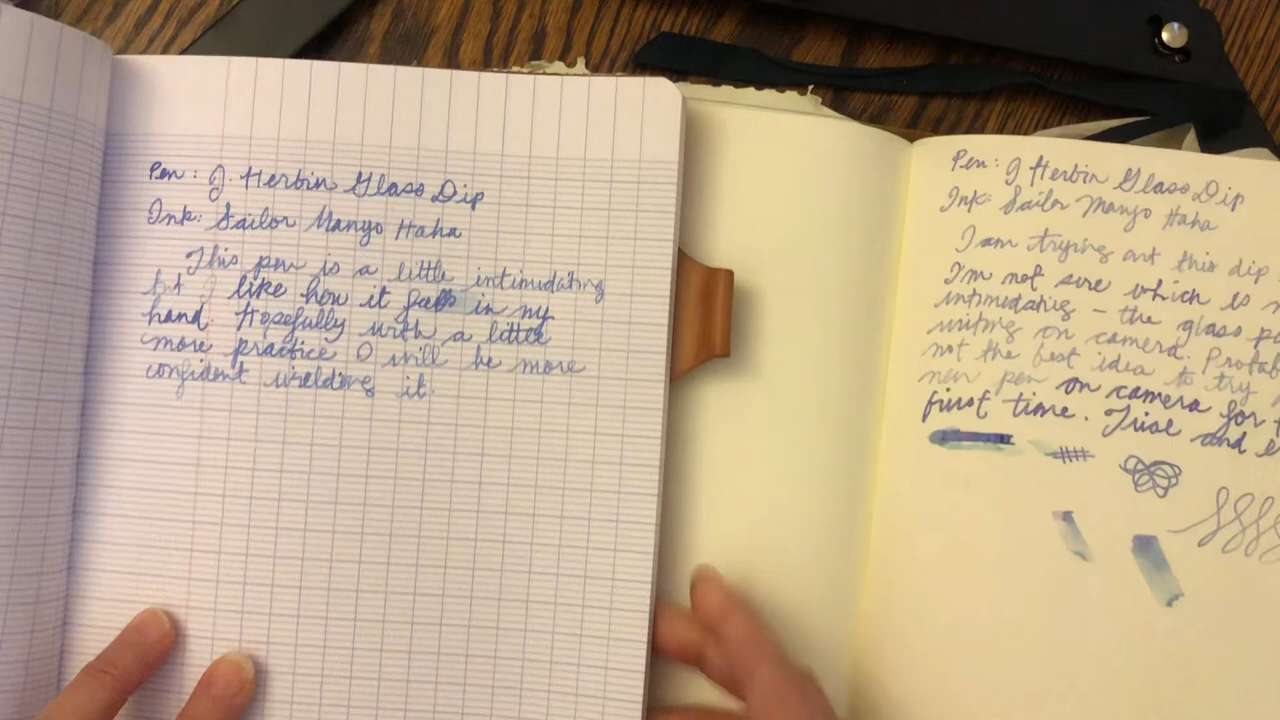 Pen: J. Herbin Glass Dip
Ink: Sailor Manyo Haha
This pen is a little intimidating
but I like how it in my
hand. Hopefully with a little
more practice I will be more
confident wielding it.
Pen: J Herbin Glass Dip
Ink: Sailor Manyo Haha
I am trying out this dip
I'm not sure which is
intimidating - the glass
writing on camera.
not the best idea to try
new pen on camera for
first time. and